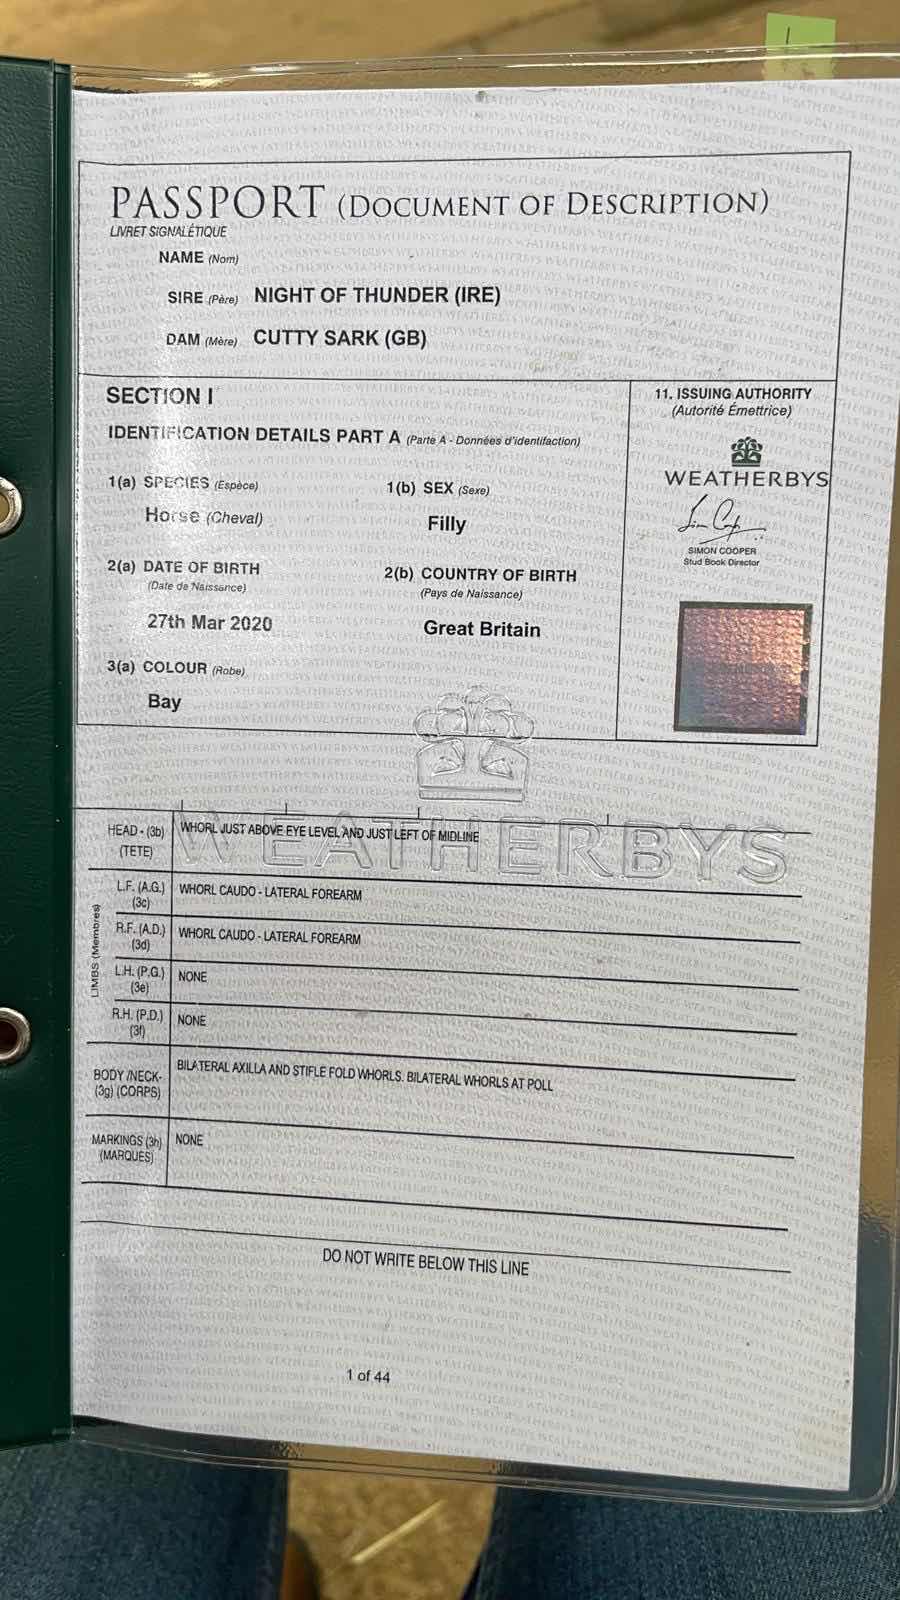 PASSPORT (DOCUMENT OF DESCRIPTION)
LIVRET SIGNALÉTIQUE
NAME (Nom)
SIRE (Père) NIGHT OF THUNDER (IRE)
DAM (Mère) CUTTY SARK (GB)
SECTION I
IDENTIFICATION DETAILS PART A (Parte A - Données d'identifaction)
1(a) SPECIES (Espèce)
Horse (Cheval)
1(b) SEX (Sexe)
Filly
2(a) DATE OF BIRTH
(Date de Naissance)
27th Mar 2020
2(b) COUNTRY OF BIRTH
(Pays de Naissance)
Great Britain
3(a) COLOUR (Robe)
Bay
11. ISSUING AUTHORITY
(Autorité Émettrice)
WEATHERBYS
SIMON COOPER
Stud Book Director
WEATHERBYS
HEAD - (3b)
(TETE)
WHORL JUST ABOVE EYE LEVEL AND JUST LEFT OF MIDLINE
LIMBS (Membres)
L.F. (A.G.)
(3c)
WHORL CAUDO - LATERAL FOREARM
R.F. (A.D.)
(3d)
WHORL CAUDO - LATERAL FOREARM
L.H. (P.G.)
(3e)
NONE
R.H. (P.D.)
(3f)
NONE
BODY /NECK-
(3g) (CORPS)
BILATERAL AXILLA AND STIFLE FOLD WHORLS. BILATERAL WHORLS AT POLL
MARKINGS (3h)
(MARQUES)
NONE
DO NOT WRITE BELOW THIS LINE
1 of 44